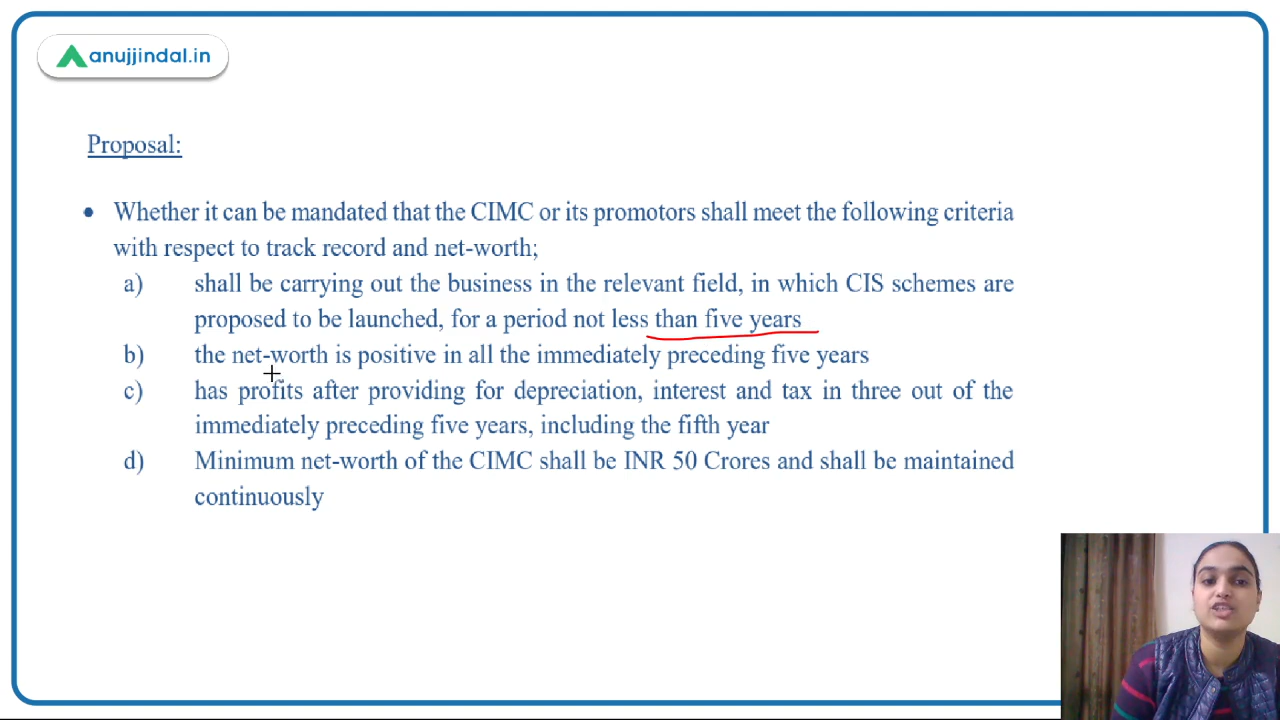 anujjindal.in
Proposal:
• Whether it can be mandated that the CIMC or its promotors shall meet the following criteria
with respect to track record and net-worth;
a) shall be carrying out the business in the relevant field, in which CIS schemes are
proposed to be launched, for a period not less than five years
b) the net-worth is positive in all the immediately preceding five years
c) has profits after providing for depreciation, interest and tax in three out of the
immediately preceding five years, including the fifth year
d) Minimum net-worth of the CIMC shall be INR 50 Crores and shall be maintained
continuously